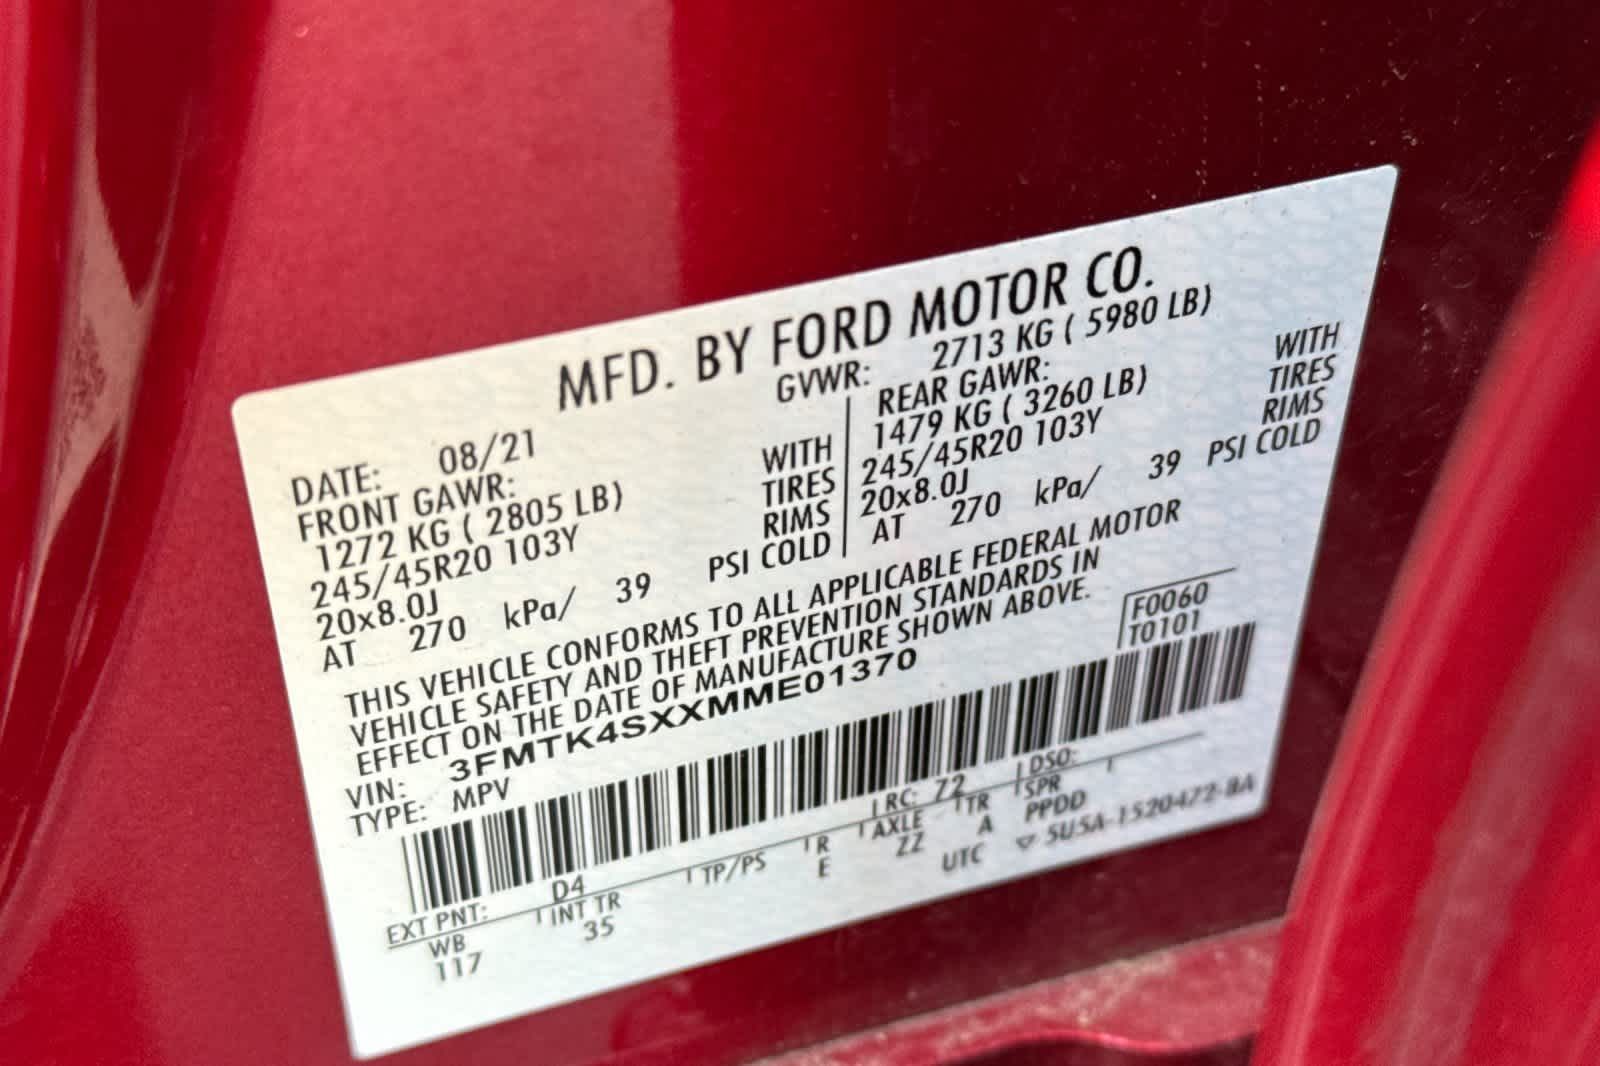 MFD. BY FORD MOTOR CO.
DATE: 08/21 GVWR: 2713 KG ( 5980 LB)
FRONT GAWR: REAR GAWR:
1272 KG ( 2805 LB) WITH 1479 KG ( 3260 LB) WITH
245/45R20 103Y TIRES 245/45R20 103Y TIRES
20x8.0J RIMS 20x8.0J RIMS
AT 270 kPa/ 39 PSI COLD AT 270 kPa/ 39 PSI COLD
THIS VEHICLE CONFORMS TO ALL APPLICABLE FEDERAL MOTOR
VEHICLE SAFETY AND THEFT PREVENTION STANDARDS IN
EFFECT ON THE DATE OF MANUFACTURE SHOWN ABOVE.
VIN: 3FMTK4SXXMME01370 F0060
TYPE: MPV T0101
EXT PNT: D4 RC: 72 DSO:
WB INT TR TP/PS R AXLE TR SPR
117 35 E ZZ A PPDD
UTC ▽ 5U5A-1520472-BA